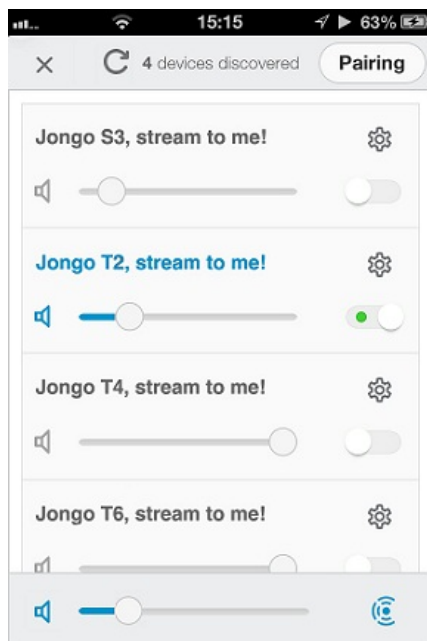 15:15 63%
4 devices discovered Pairing
Jongo S3, stream to me!
Jongo T2, stream to me!
Jongo T4, stream to me!
Jongo T6, stream to me!